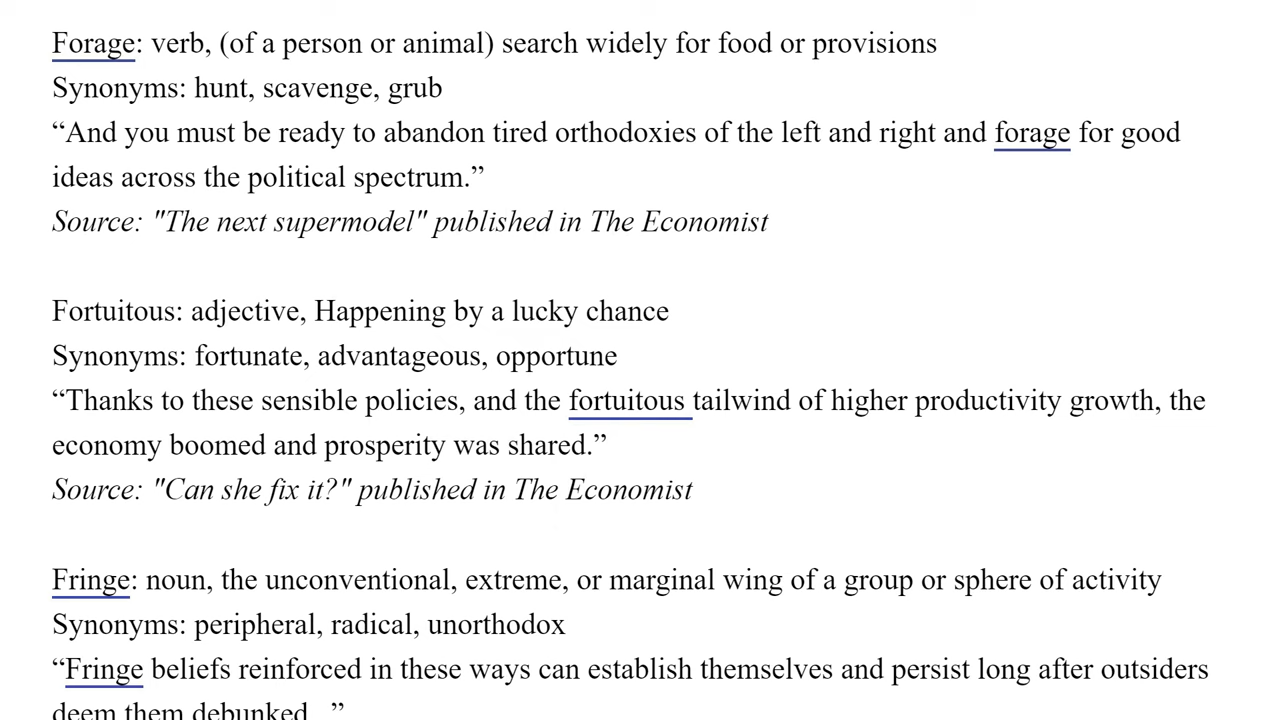 Forage: verb, (of a person or animal) search widely for food or provisions
Synonyms: hunt, scavenge, grub
“And you must be ready to abandon tired orthodoxies of the left and right and forage for good
ideas across the political spectrum.”
Source: "The next supermodel" published in The Economist
Fortuitous: adjective, Happening by a lucky chance
Synonyms: fortunate, advantageous, opportune
“Thanks to these sensible policies, and the fortuitous tailwind of higher productivity growth, the
economy boomed and prosperity was shared.”
Source: "Can she fix it?" published in The Economist
Fringe: noun, the unconventional, extreme, or marginal wing of a group or sphere of activity
Synonyms: peripheral, radical, unorthodox
“Fringe beliefs reinforced in these ways can establish themselves and persist long after outsiders
deem them debunked...”